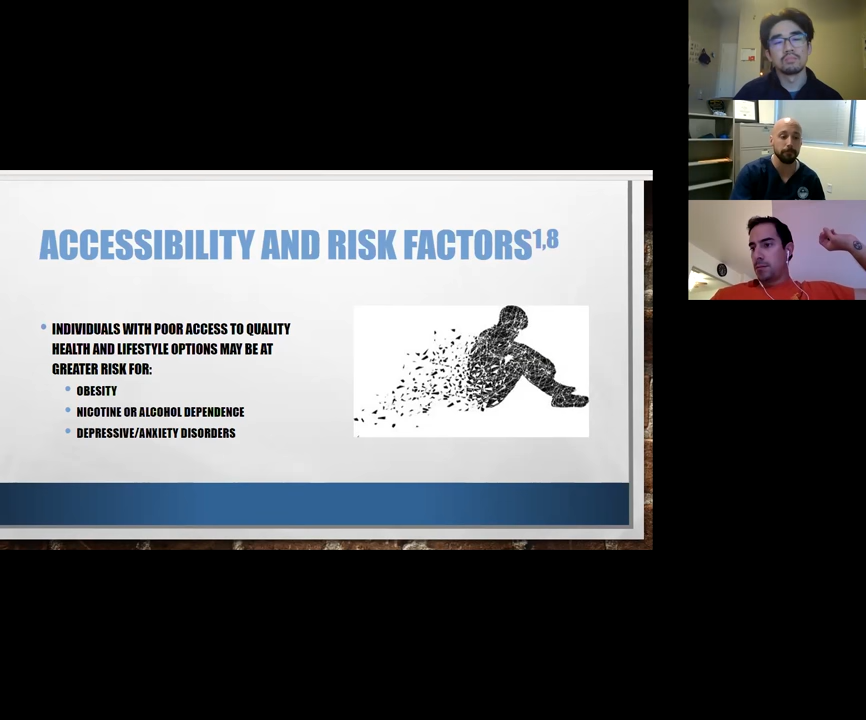 ACCESSIBILITY AND RISK FACTORS1,8
INDIVIDUALS WITH POOR ACCESS TO QUALITY
HEALTH AND LIFESTYLE OPTIONS MAY BE AT
GREATER RISK FOR:
OBESITY
NICOTINE OR ALCOHOL DEPENDENCE
DEPRESSIVE/ANXIETY DISORDERS